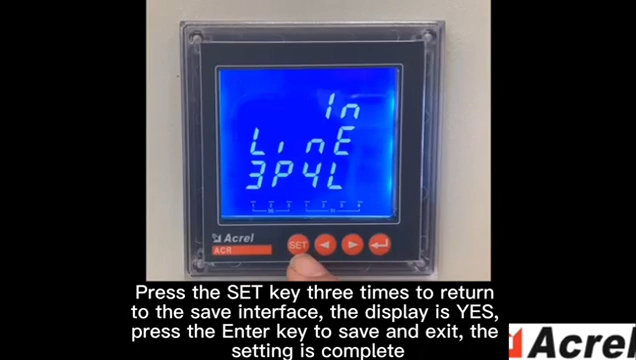 In
LinE
3P4L
Acrel
ACR
SET
Press the SET key three times to return
to the save interface, the display is YES,
press the Enter key to save and exit, the
setting is complete
Acrel